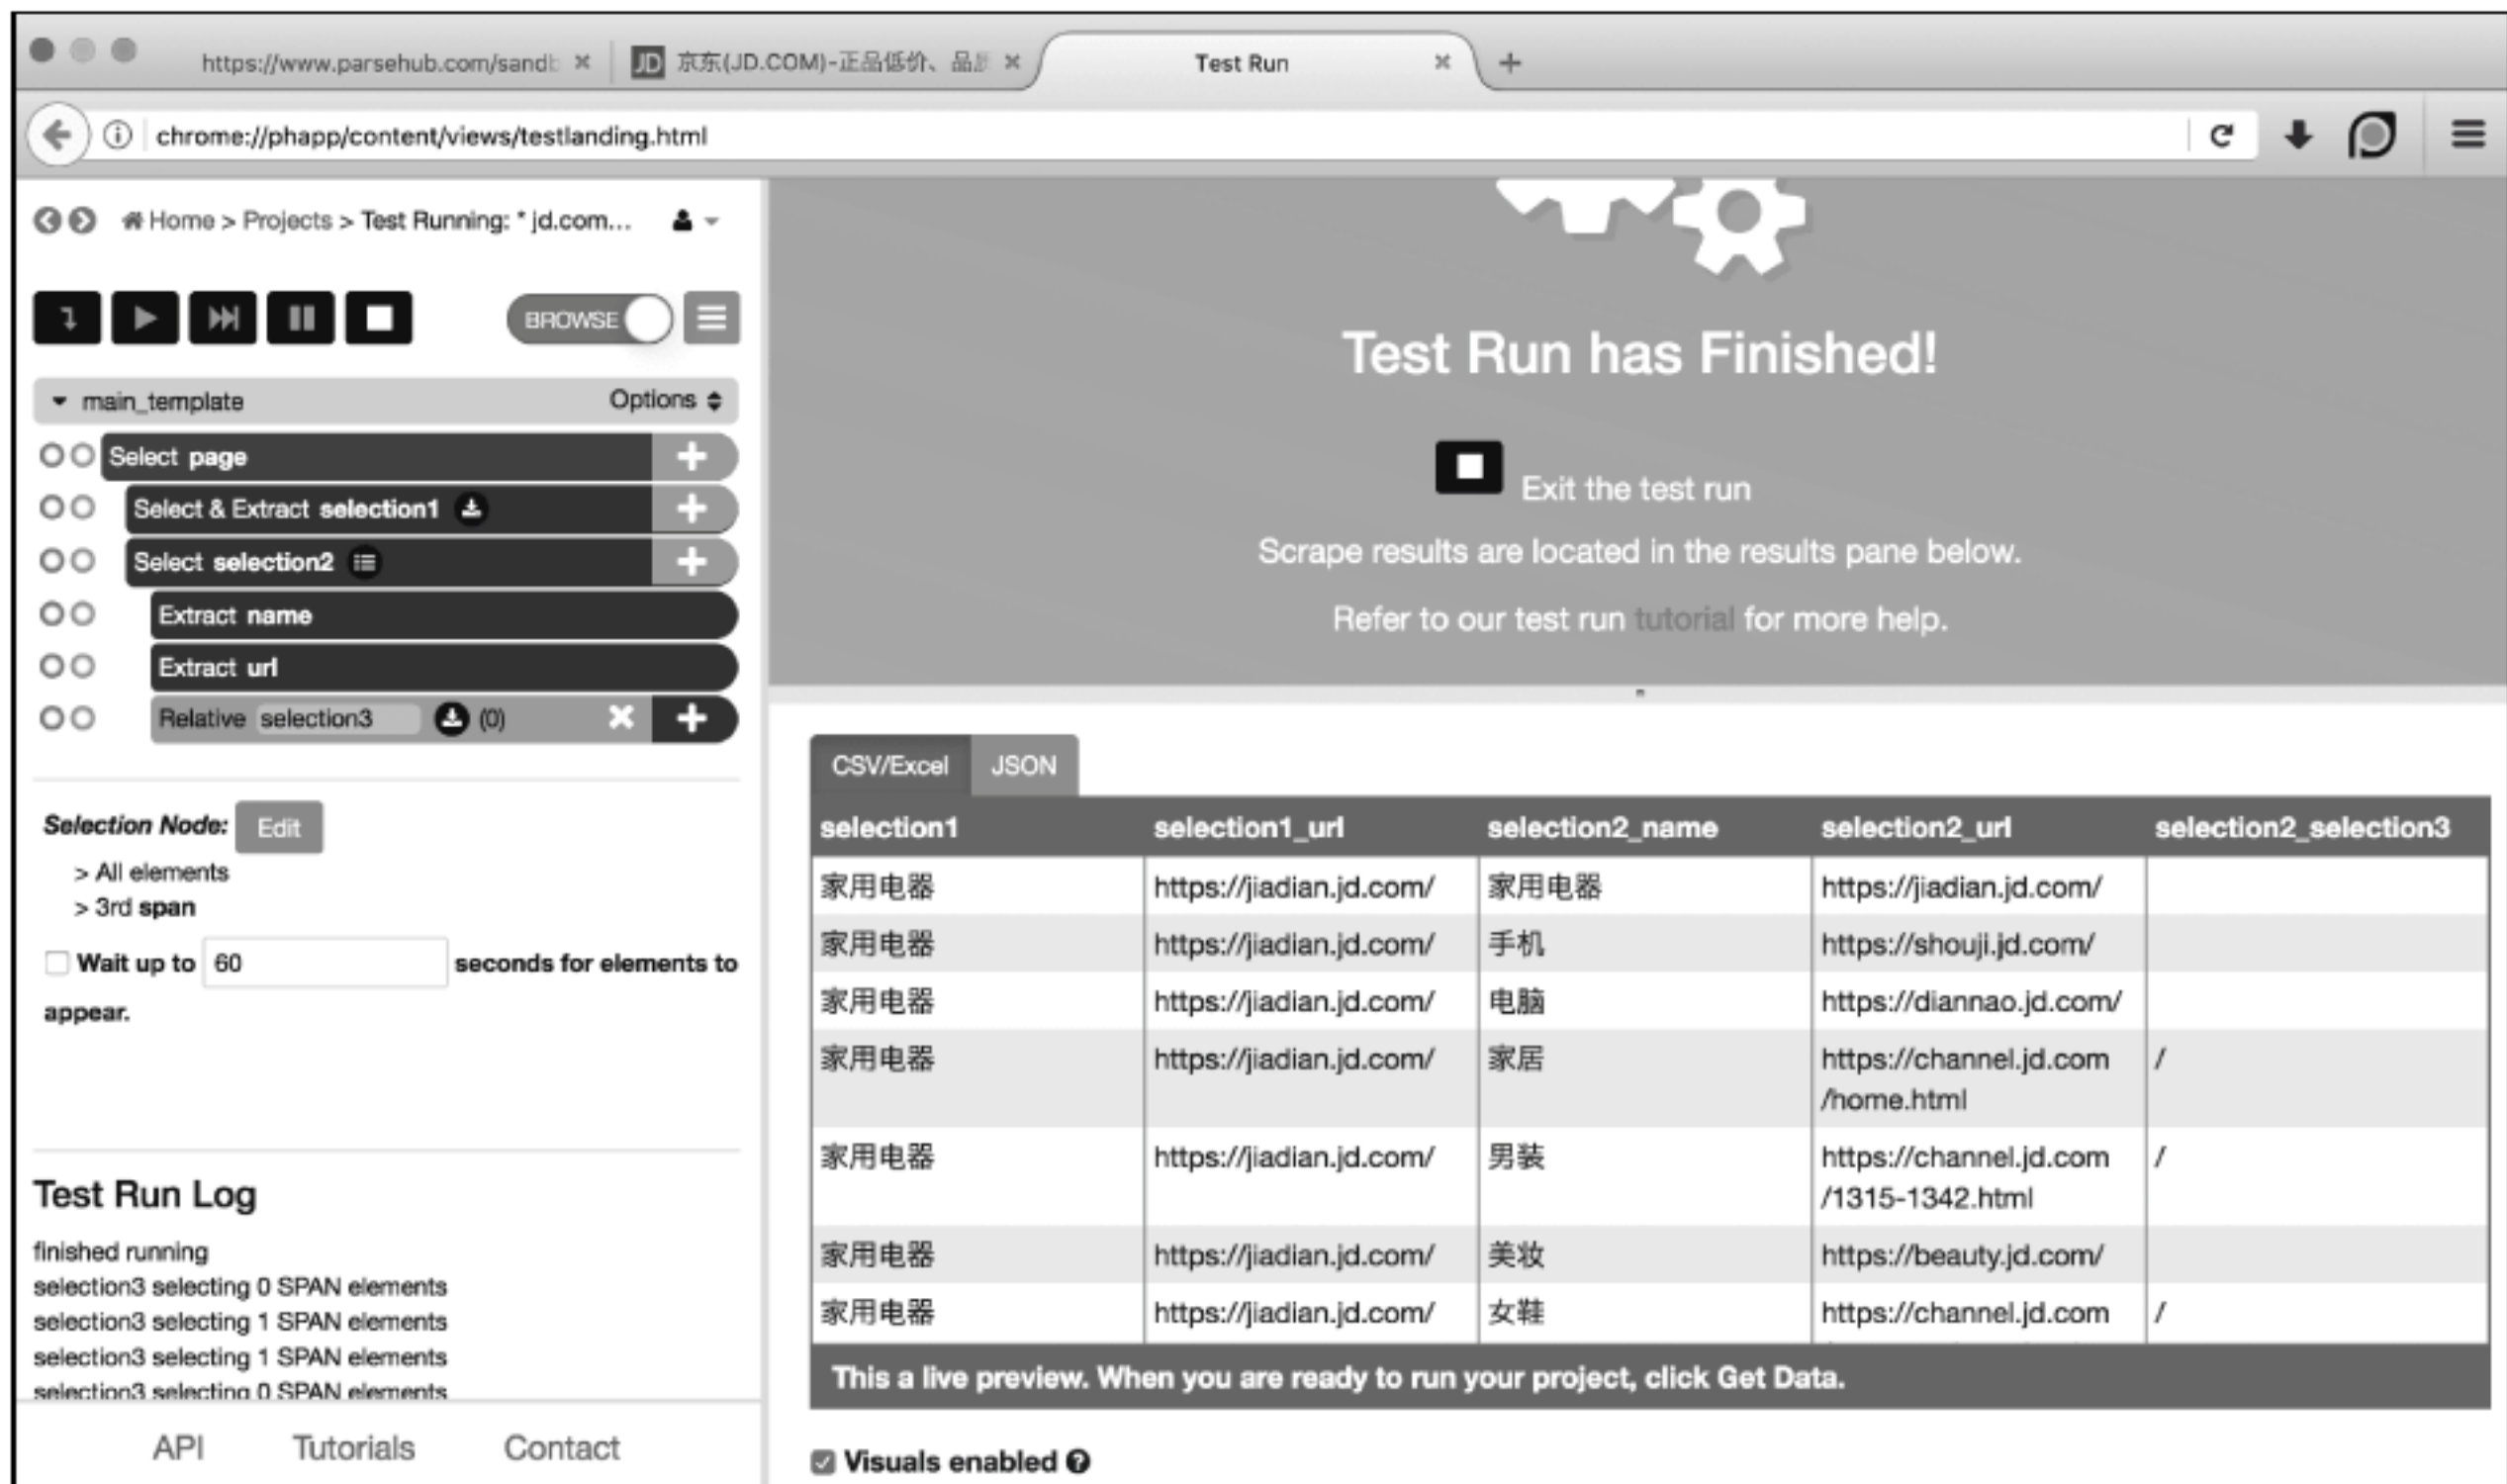 https://www.parsehub.com/sandb
JD 京东(JD.COM)-正品低价、品质
Test Run
chrome://phapp/content/views/testlanding.html
Home > Projects > Test Running: * jd.com...
BROWSE
main_template Options
Select page
Select & Extract selection1
Select selection2
Extract name
Extract url
Relative selection3 (0)
Selection Node: Edit
> All elements
> 3rd span
Wait up to 60 seconds for elements to
appear.
Test Run Log
finished running
selection3 selecting 0 SPAN elements
selection3 selecting 1 SPAN elements
selection3 selecting 1 SPAN elements
selection3 selecting 0 SPAN elements
API Tutorials Contact
Test Run has Finished!
Exit the test run
Scrape results are located in the results pane below.
Refer to our test run tutorial for more help.
CSV/Excel JSON
selection1 selection1_url selection2_name selection2_url selection2_selection3
家用电器 https://jiadian.jd.com/ 家用电器 https://jiadian.jd.com/
家用电器 https://jiadian.jd.com/ 手机 https://shouji.jd.com/
家用电器 https://jiadian.jd.com/ 电脑 https://diannao.jd.com/
家用电器 https://jiadian.jd.com/ 家居 https://channel.jd.com /
/home.html
家用电器 https://jiadian.jd.com/ 男装 https://channel.jd.com /
/1315-1342.html
家用电器 https://jiadian.jd.com/ 美妆 https://beauty.jd.com/
家用电器 https://jiadian.jd.com/ 女鞋 https://channel.jd.com /
This a live preview. When you are ready to run your project, click Get Data.
Visuals enabled